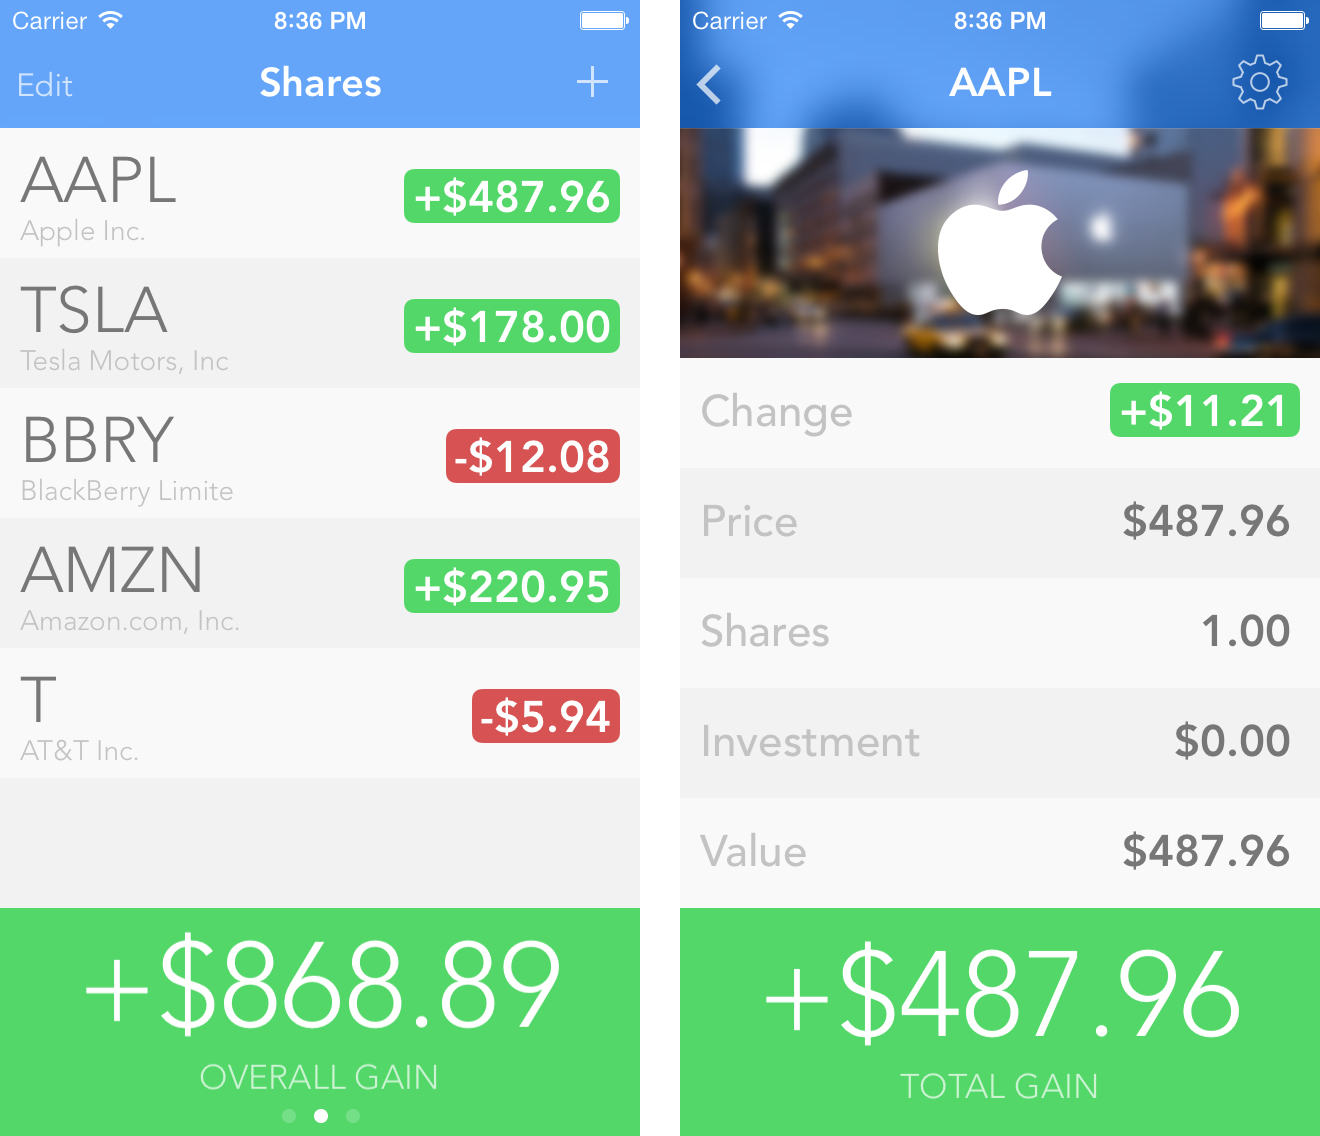 Carrier 8:36 PM
Edit Shares +
AAPL
Apple Inc.
+$487.96
TSLA
Tesla Motors, Inc
+$178.00
BBRY
BlackBerry Limite
-$12.08
AMZN
Amazon.com, Inc.
+$220.95
T
AT&T Inc.
-$5.94
+$868.89
OVERALL GAIN
Carrier 8:36 PM
AAPL
Change +$11.21
Price $487.96
Shares 1.00
Investment $0.00
Value $487.96
+$487.96
TOTAL GAIN